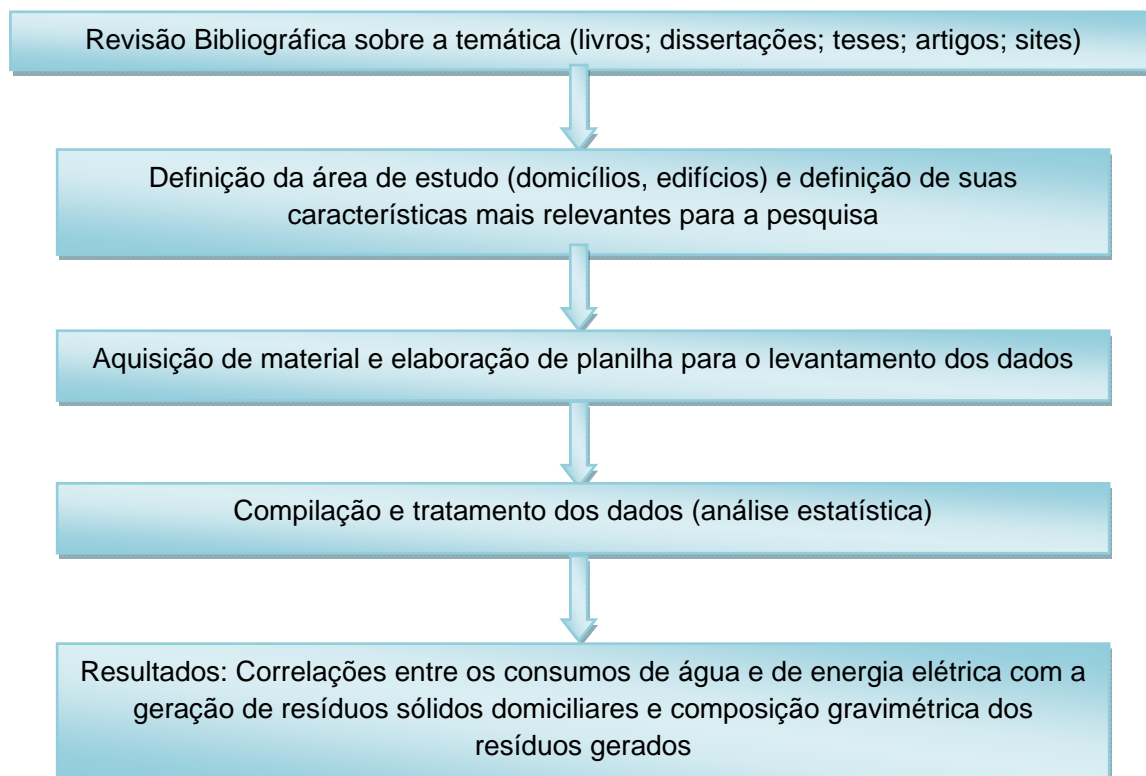 Revisão Bibliográfica sobre a temática (livros; dissertações; teses; artigos; sites)
Definição da área de estudo (domicílios, edifícios) e definição de suas
características mais relevantes para a pesquisa
Aquisição de material e elaboração de planilha para o levantamento dos dados
Compilação e tratamento dos dados (análise estatística)
Resultados: Correlações entre os consumos de água e de energia elétrica com a
geração de resíduos sólidos domiciliares e composição gravimétrica dos
resíduos gerados